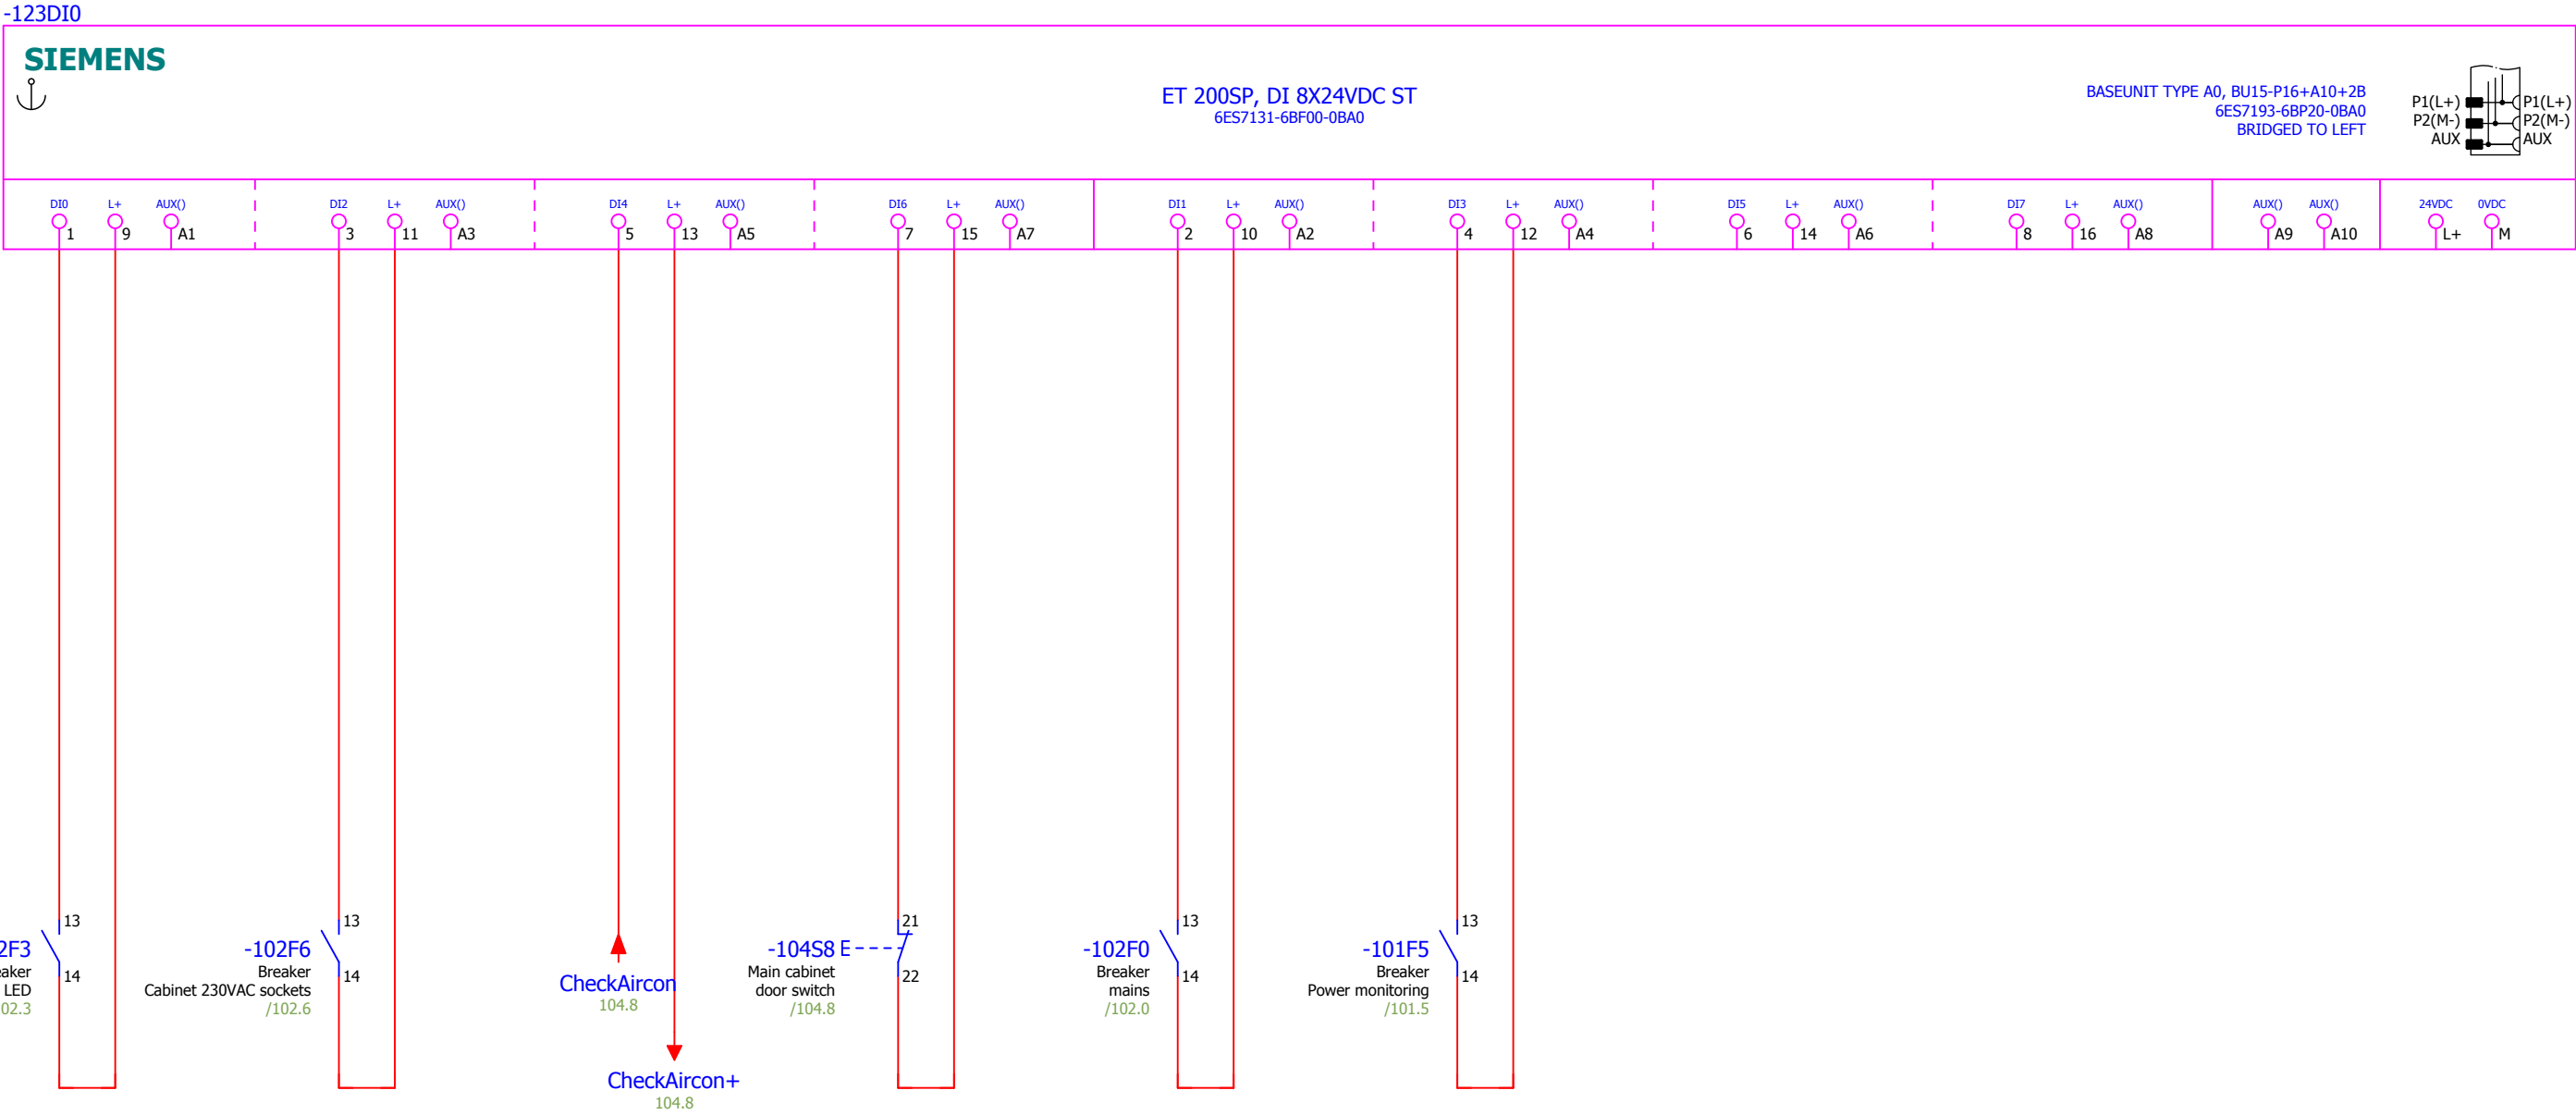 -123DI0
SIEMENS
ET 200SP, DI 8X24VDC ST
6ES7131-6BF00-0BA0
BASEUNIT TYPE A0, BU15-P16+A10+2B
6ES7193-6BP20-0BA0
BRIDGED TO LEFT
P1(L+) P1(L+)
P2(M-) P2(M-)
AUX AUX
DI0 L+ AUX() DI2 L+ AUX() DI4 L+ AUX() DI6 L+ AUX() DI1 L+ AUX() DI3 L+ AUX() DI5 L+ AUX() DI7 L+ AUX() AUX() AUX() 24VDC 0VDC
1 9 A1 3 11 A3 5 13 A5 7 15 A7 2 10 A2 4 12 A4 6 14 A6 8 16 A8 A9 A10 L+ M
13
2F3
aker
LED
02.3
14
13
-102F6
Breaker
Cabinet 230VAC sockets
/102.6
14
CheckAircon
104.8
CheckAircon+
104.8
21
-104S8 E
Main cabinet
door switch
/104.8
22
13
-102F0
Breaker
mains
/102.0
14
13
-101F5
Breaker
Power monitoring
/101.5
14